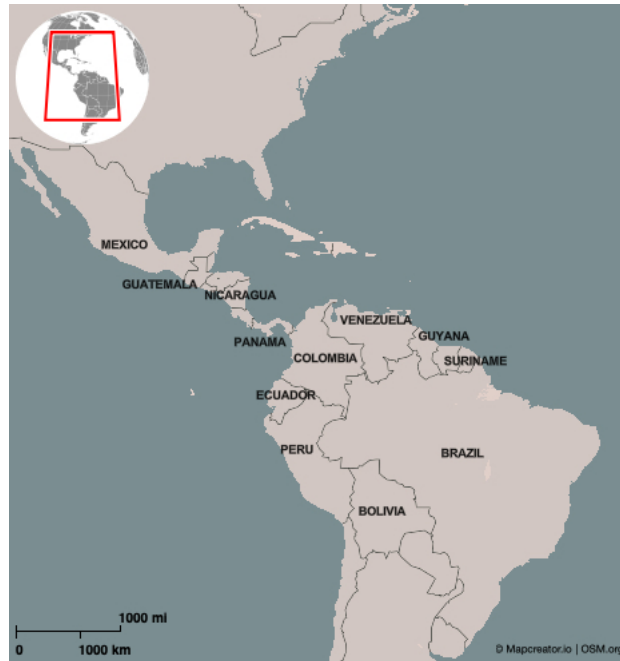 MEXICO
GUATEMALA
NICARAGUA
PANAMA
VENEZUELA
GUYANA
COLOMBIA
SURINAME
ECUADOR
PERU
BRAZIL
BOLIVIA
1000 mi
0 1000 km
© Mapcreator.io | OSM.org